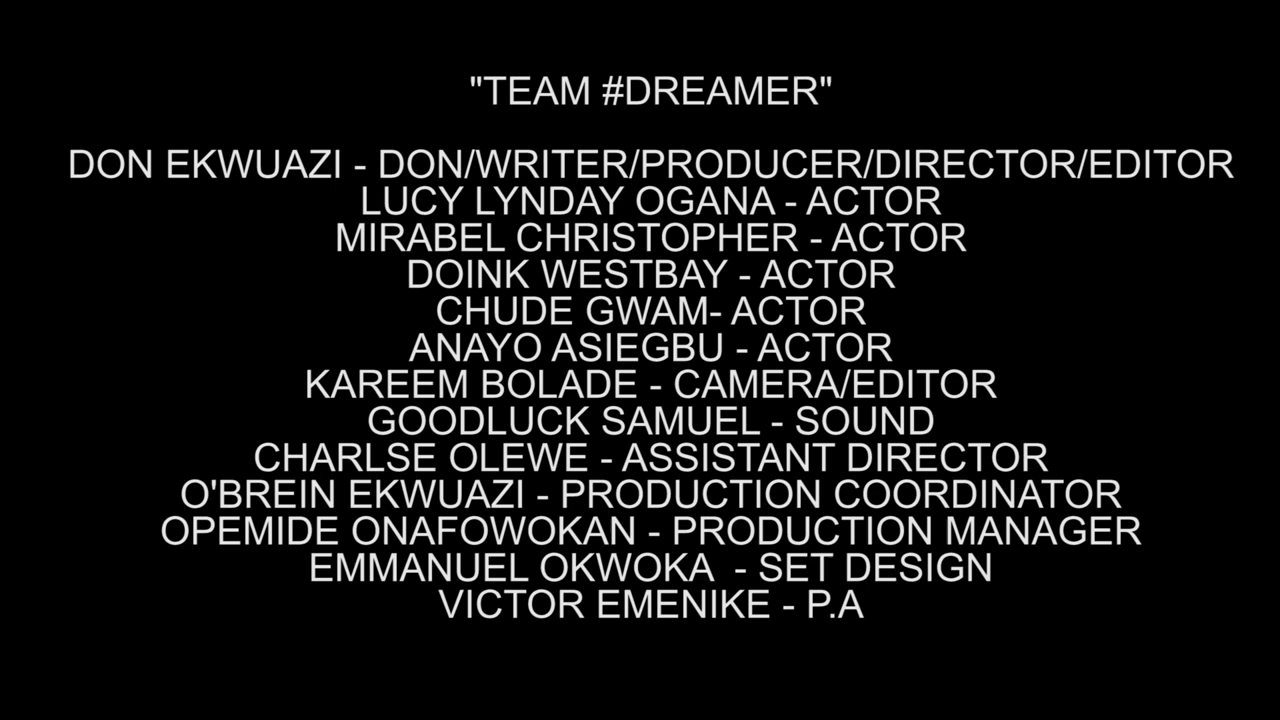 "TEAM #DREAMER"
DON EKWUAZI - DON/WRITER/PRODUCER/DIRECTOR/EDITOR
LUCY LYNDAY OGANA - ACTOR
MIRABEL CHRISTOPHER - ACTOR
DOINK WESTBAY - ACTOR
CHUDE GWAM- ACTOR
ANAYO ASIEGBU - ACTOR
KAREEM BOLADE - CAMERA/EDITOR
GOODLUCK SAMUEL - SOUND
CHARLSE OLEWE - ASSISTANT DIRECTOR
O'BREIN EKWUAZI - PRODUCTION COORDINATOR
OPEMIDE ONAFOWOKAN - PRODUCTION MANAGER
EMMANUEL OKWOKA  - SET DESIGN
VICTOR EMENIKE - P.A